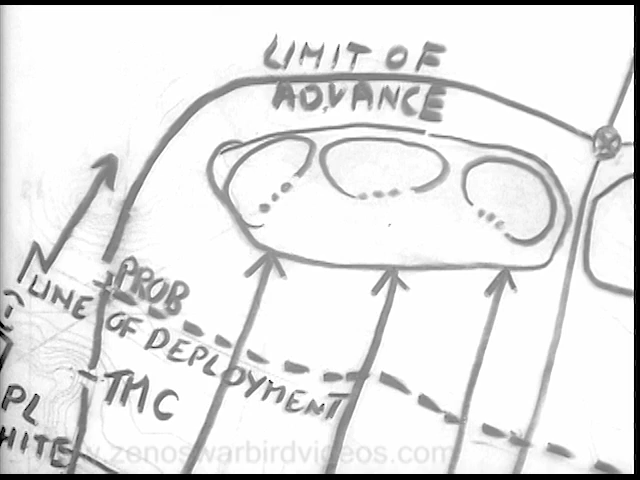 LIMIT OF
ADVANCE
N
PROB
LINE
OF DEPLOYMENT
TMC
PL
HITE
www.zenoswarbirdvideos.com